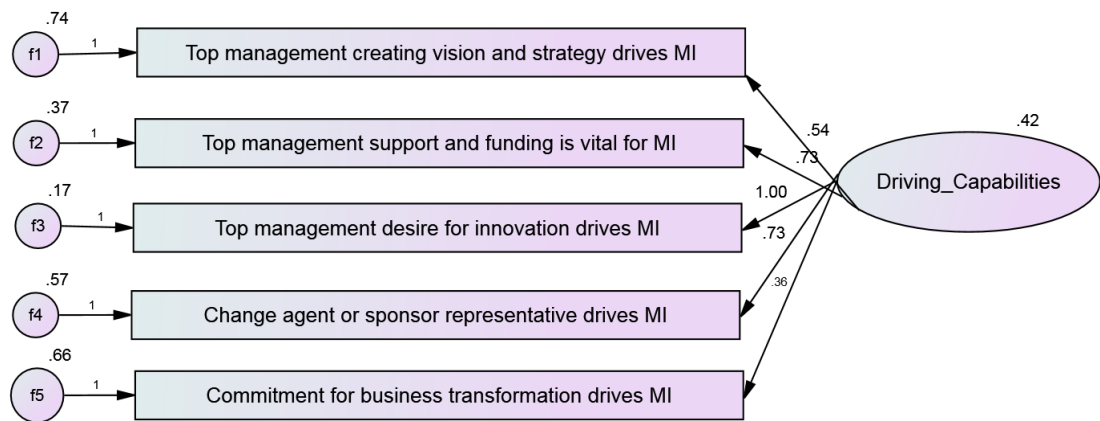 .74
f1
1
Top management creating vision and strategy drives MI
.37
f2
1
Top management support and funding is vital for MI
.17
f3
1
Top management desire for innovation drives MI
.57
f4
1
Change agent or sponsor representative drives MI
.66
f5
1
Commitment for business transformation drives MI
.54
.73
1.00
.73
.36
.42
Driving_Capabilities